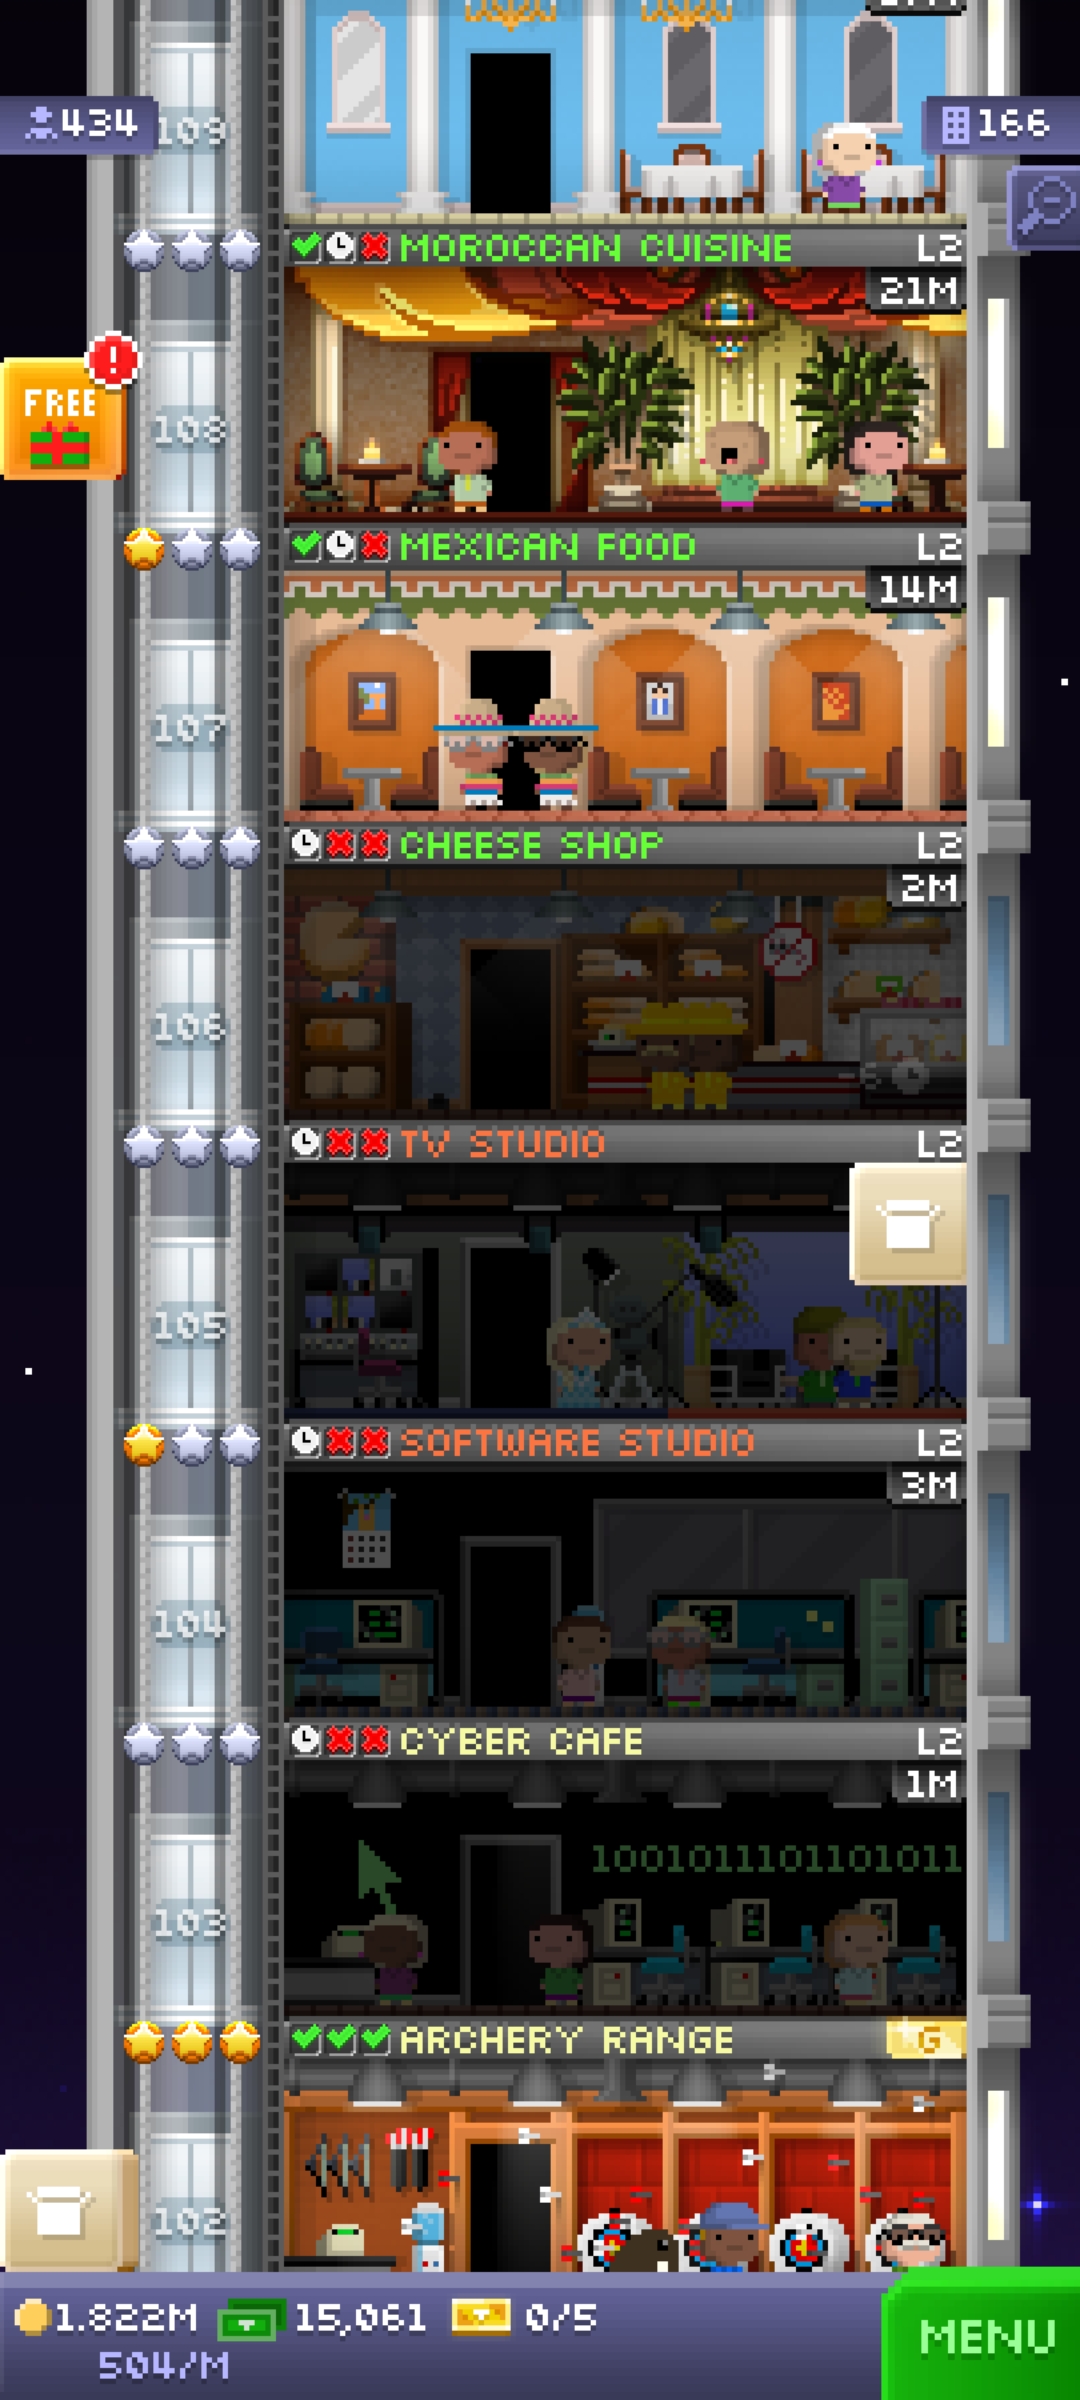 434
109
166
MOROCCAN CUISINE L2
21M
FREE
108
MEXICAN FOOD L2
14M
107
CHEESE SHOP L2
2M
106
TV STUDIO L2
105
SOFTWARE STUDIO L2
3M
104
CYBER CAFE L2
1M
1001011101101011
103
ARCHERY RANGE G
102
1.822M 15,061 0/5
504/M
MENU